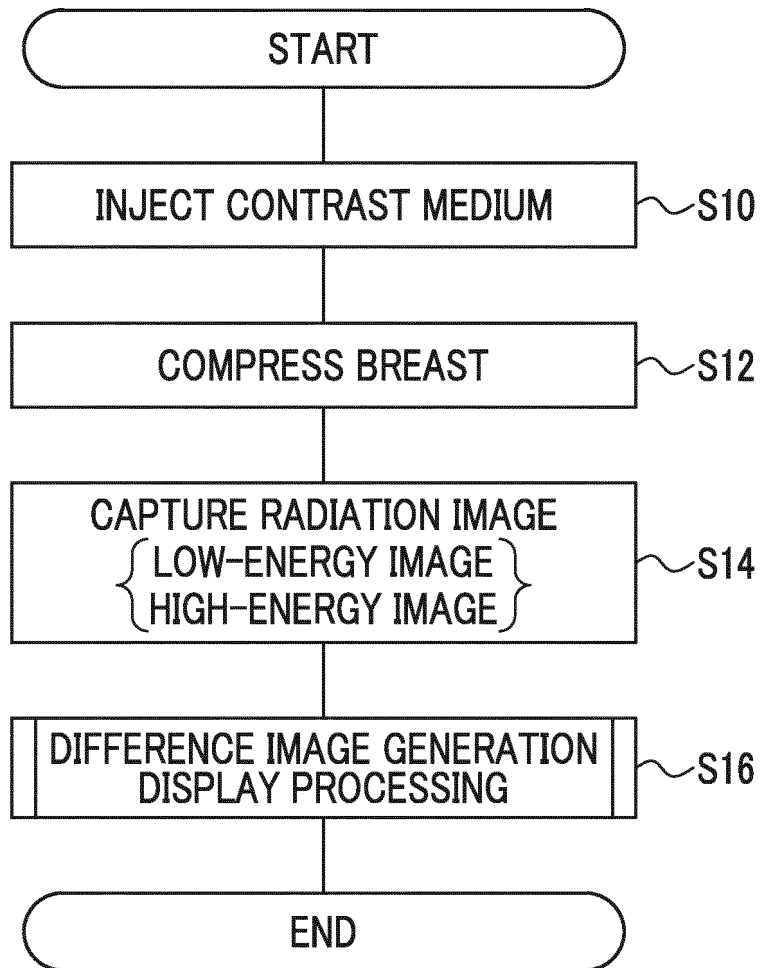 START
INJECT CONTRAST MEDIUM
S10
COMPRESS BREAST
S12
CAPTURE RADIATION IMAGE
LOW-ENERGY IMAGE
HIGH-ENERGY IMAGE
S14
DIFFERENCE IMAGE GENERATION
DISPLAY PROCESSING
S16
END